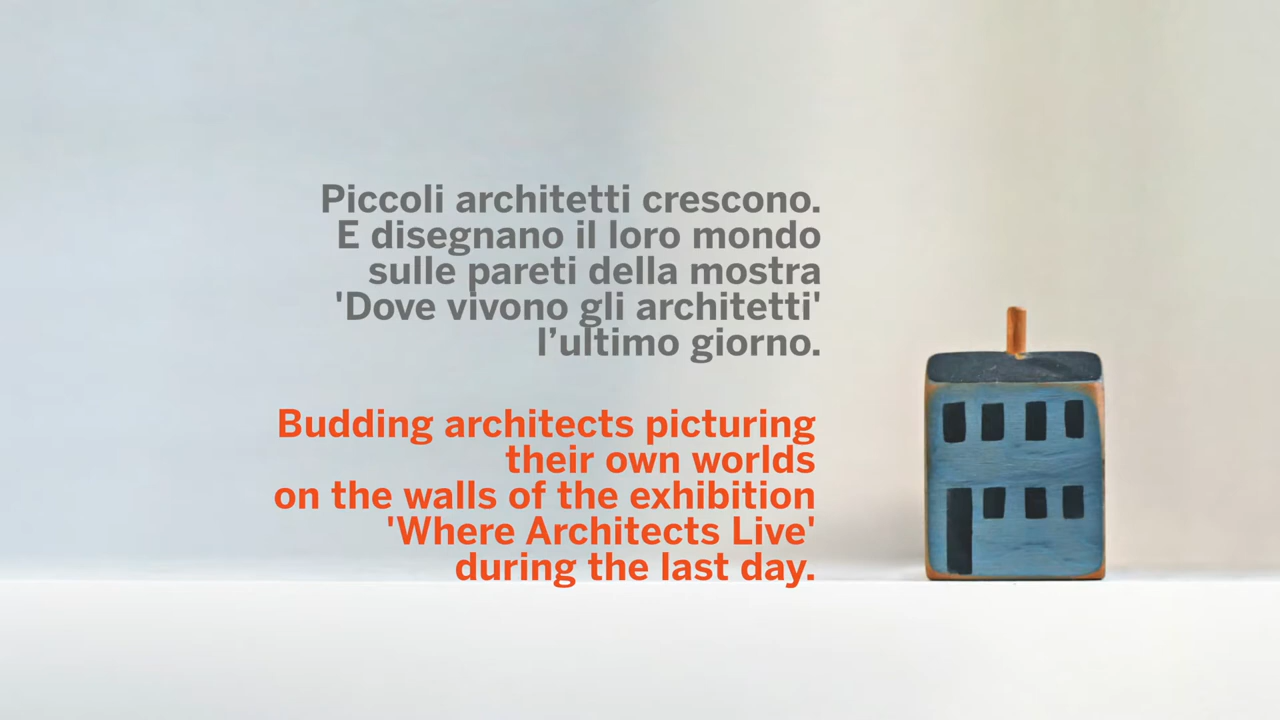 Piccoli architetti crescono.
E disegnano il loro mondo
sulle pareti della mostra
'Dove vivono gli architetti'
l’ultimo giorno.
Budding architects picturing
their own worlds
on the walls of the exhibition
'Where Architects Live'
during the last day.